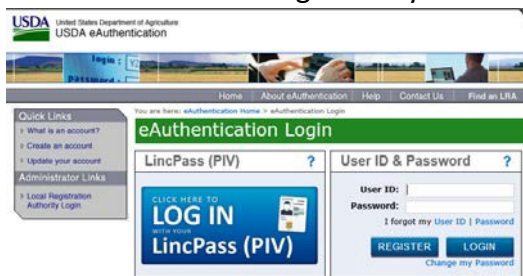 USDA United States Department of Agriculture
USDA eAuthentication
login :
password :
Home About eAuthentication Help Contact Us Find an LRA
Quick Links
What is an account?
Create an account
Update your account
Administrator Links
Local Registration
Authority Login
You are here: eAuthentication Home > eAuthentication Login
eAuthentication Login
LincPass (PIV) ?
CLICK HERE TO
LOG IN
WITH YOUR
LincPass (PIV)
User ID & Password ?
User ID:
Password:
I forgot my User ID | Password
REGISTER LOGIN
Change my Password